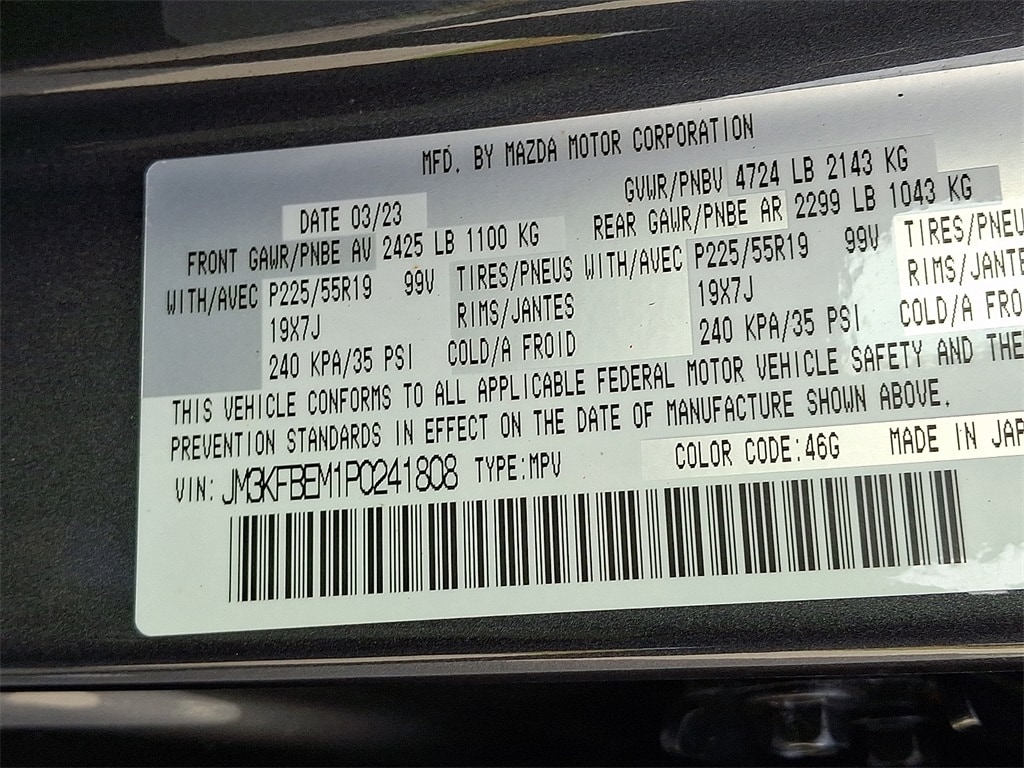 MFD. BY MAZDA MOTOR CORPORATION
DATE 03/23 GVWR/PNBV 4724 LB 2143 KG
FRONT GAWR/PNBE AV 2425 LB 1100 KG REAR GAWR/PNBE AR 2299 LB 1043 KG
WITH/AVEC P225/55R19 99V TIRES/PNEUS WITH/AVEC P225/55R19 99V TIRES/PNEU
19X7J RIMS/JANTES 19X7J RIMS/JANTE
240 KPA/35 PSI COLD/A FROID 240 KPA/35 PSI COLD/A FROI
THIS VEHICLE CONFORMS TO ALL APPLICABLE FEDERAL MOTOR VEHICLE SAFETY AND THE
PREVENTION STANDARDS IN EFFECT ON THE DATE OF MANUFACTURE SHOWN ABOVE.
VIN: JM3KFBEM1P0241808 TYPE:MPV COLOR CODE:46G MADE IN JAP